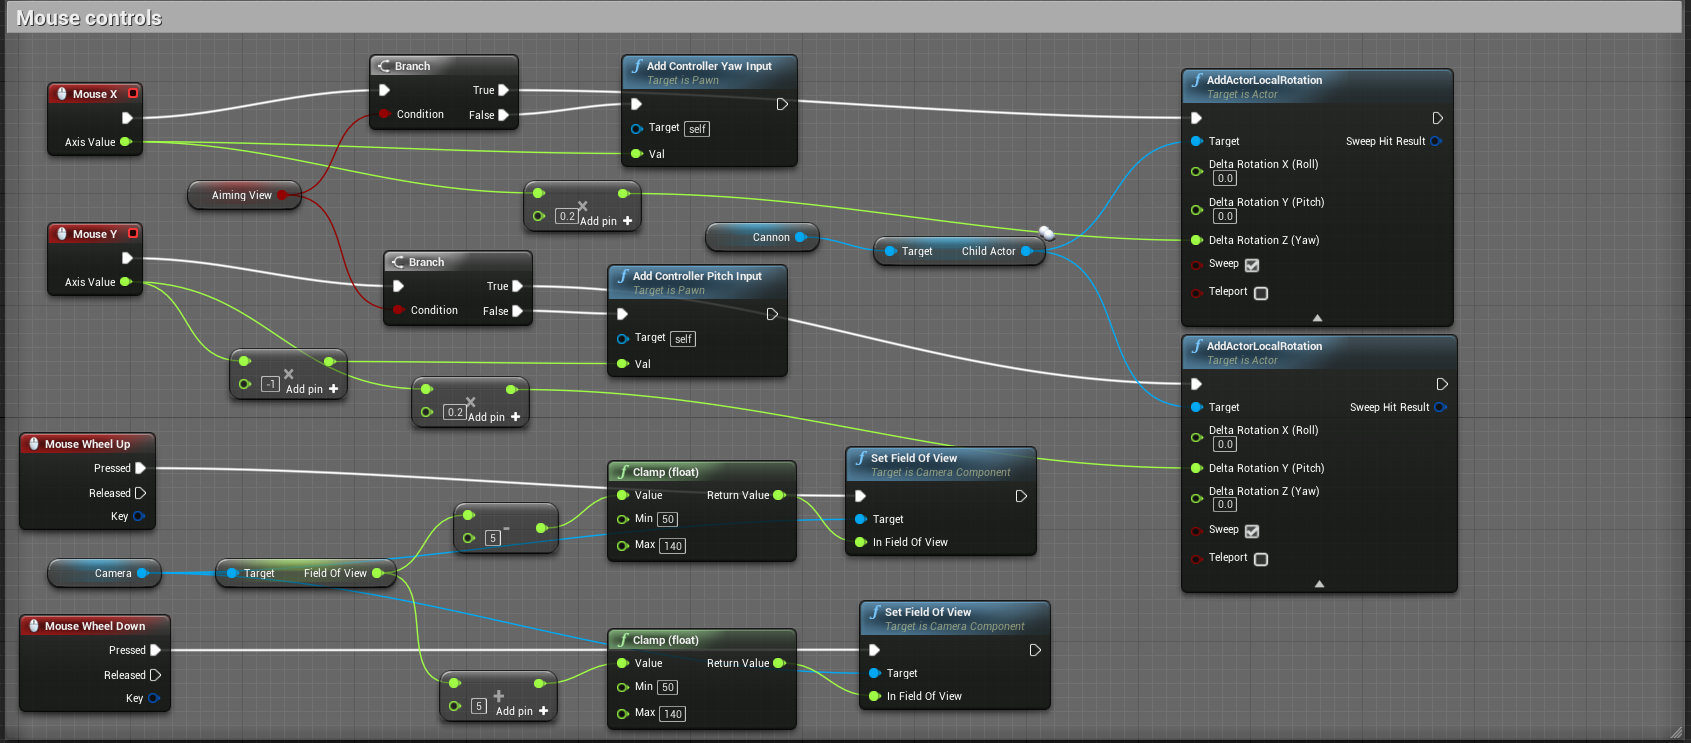 Mouse controls
Mouse X
Axis Value
Branch
True
Condition
False
Add Controller Yaw Input
Target is Pawn
Target self
Val
AddActorLocalRotation
Target is Actor
Target
Sweep Hit Result
Delta Rotation X (Roll)
0.0
Delta Rotation Y (Pitch)
0.0
Delta Rotation Z (Yaw)
Sweep
Teleport
Aiming View
0.2
Add pin +
Cannon
Target
Child Actor
Mouse Y
Axis Value
Branch
True
Condition
False
Add Controller Pitch Input
Target is Pawn
Target self
Val
-1
Add pin +
0.2
Add pin +
AddActorLocalRotation
Target is Actor
Target
Sweep Hit Result
Delta Rotation X (Roll)
0.0
Delta Rotation Y (Pitch)
Delta Rotation Z (Yaw)
0.0
Sweep
Teleport
Mouse Wheel Up
Pressed
Released
Key
5
Clamp (float)
Value
Return Value
Min 50
Max 140
Set Field Of View
Target is Camera Component
Target
In Field Of View
Camera
Target
Field Of View
Mouse Wheel Down
Pressed
Released
Key
5
Add pin +
Clamp (float)
Value
Return Value
Min 50
Max 140
Set Field Of View
Target is Camera Component
Target
In Field Of View